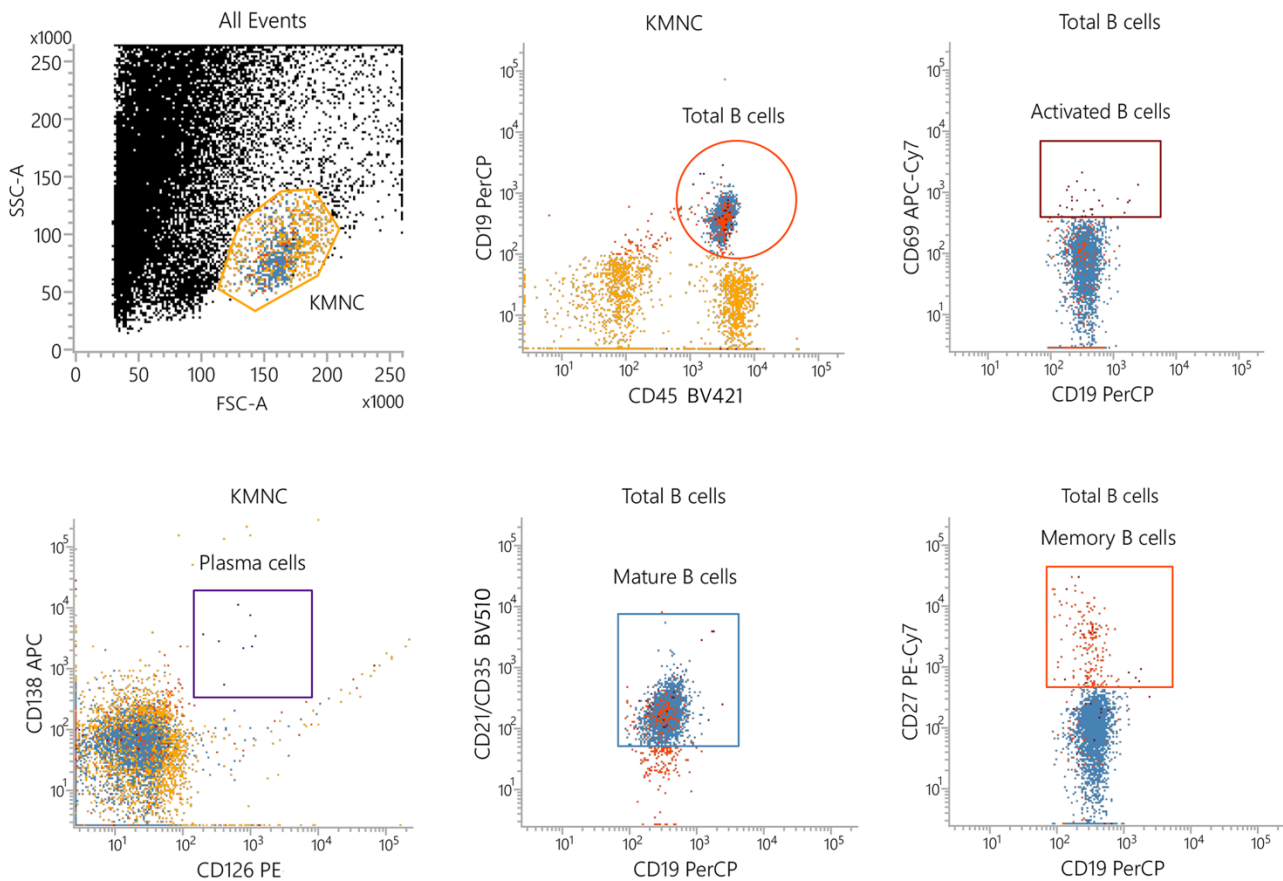 All Events
x1000
250
200
150
100
50
0
SSC-A
KMNC
0 50 100 150 200 250
FSC-A x1000
KMNC
10^5
10^4
10^3
10^2
10^1
CD19 PerCP
Total B cells
10^1 10^2 10^3 10^4 10^5
CD45 BV421
Total B cells
10^5
10^4
10^3
10^2
10^1
CD69 APC-Cy7
Activated B cells
10^1 10^2 10^3 10^4 10^5
CD19 PerCP
KMNC
10^5
10^4
10^3
10^2
10^1
CD138 APC
Plasma cells
10^1 10^2 10^3 10^4 10^5
CD126 PE
Total B cells
10^5
10^4
10^3
10^2
10^1
CD21/CD35 BV510
Mature B cells
10^1 10^2 10^3 10^4 10^5
CD19 PerCP
Total B cells
10^5
10^4
10^3
10^2
10^1
CD27 PE-Cy7
Memory B cells
10^1 10^2 10^3 10^4 10^5
CD19 PerCP